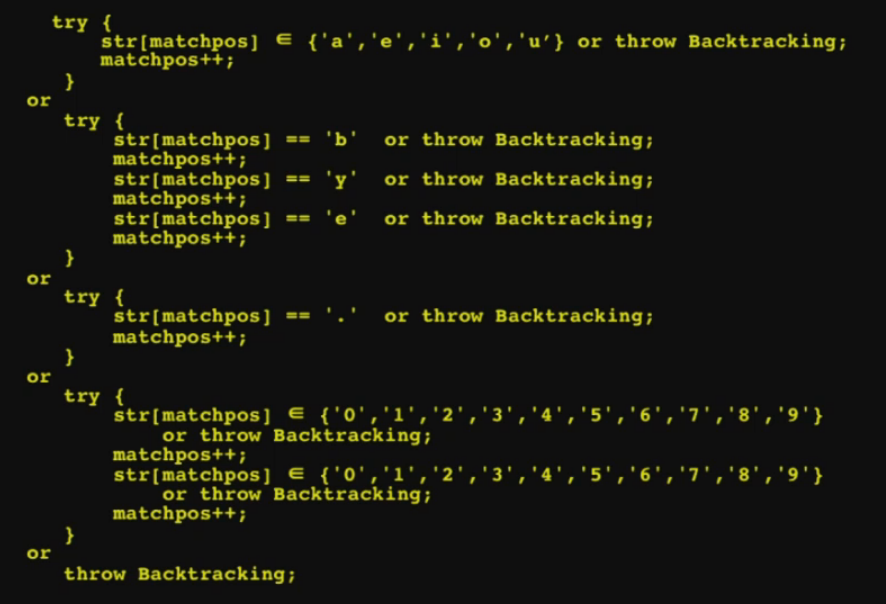 try {
str[matchpos] ∈ {'a','e','i','o','u’} or throw Backtracking;
matchpos++;
}
or
try {
str[matchpos] == 'b' or throw Backtracking;
matchpos++;
str[matchpos] == 'y' or throw Backtracking;
matchpos++;
str[matchpos] == 'e' or throw Backtracking;
matchpos++;
}
or
try {
str[matchpos] == '.' or throw Backtracking;
matchpos++;
}
or
try {
str[matchpos] ∈ {'0','1','2','3','4','5','6','7','8','9'}
or throw Backtracking;
matchpos++;
str[matchpos] ∈ {'0','1','2','3','4','5','6','7','8','9'}
or throw Backtracking;
matchpos++;
}
or
throw Backtracking;